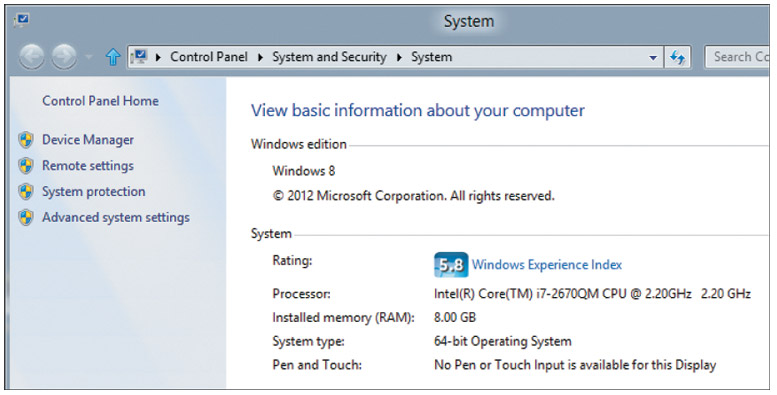 System
Control Panel System and Security System
Search Co
Control Panel Home
Device Manager
Remote settings
System protection
Advanced system settings
View basic information about your computer
Windows edition
Windows 8
© 2012 Microsoft Corporation. All rights reserved.
System
Rating: 5,8 Windows Experience Index
Processor: Intel(R) Core(TM) i7-2670QM CPU @ 2.20GHz 2.20 GHz
Installed memory (RAM): 8.00 GB
System type: 64-bit Operating System
Pen and Touch: No Pen or Touch Input is available for this Display